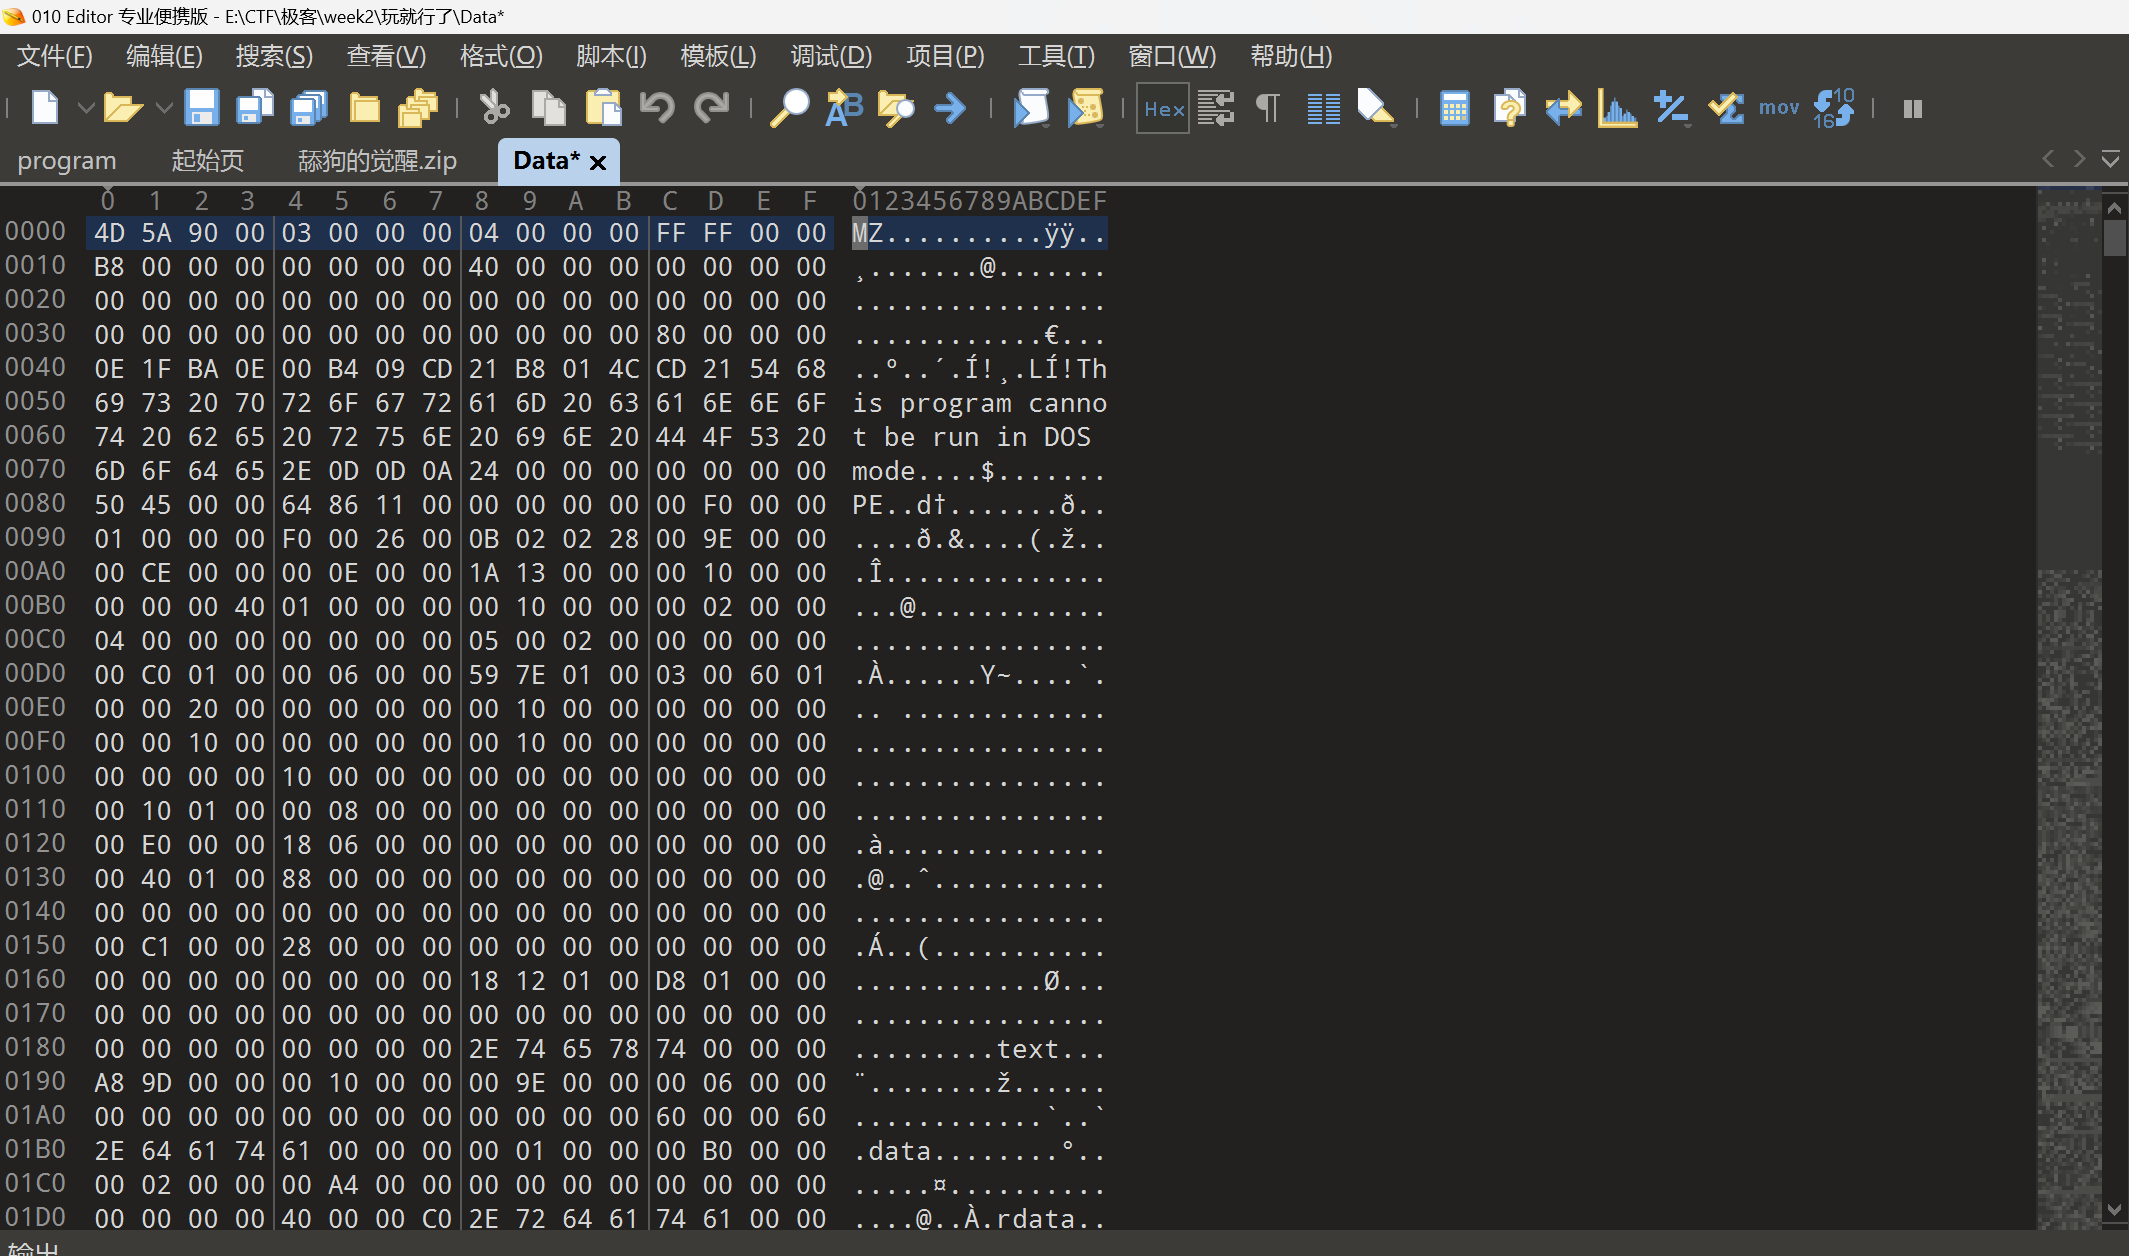 010 Editor 专业便携版 - E:\CTF\极客\week2\玩就行了\Data*
文件(F) 编辑(E) 搜索(S) 查看(V) 格式(O) 脚本(I) 模板(L) 调试(D) 项目(P) 工具(T) 窗口(W) 帮助(H)
Hex mov 10 16
program 起始页 舔狗的觉醒.zip Data* ×
0 1 2 3 4 5 6 7 8 9 A B C D E F 0123456789ABCDEF
0000 4D 5A 90 00 03 00 00 00 04 00 00 00 FF FF 00 00 MZ..........ÿÿ..
0010 B8 00 00 00 00 00 00 00 40 00 00 00 00 00 00 00 ¸.......@.......
0020 00 00 00 00 00 00 00 00 00 00 00 00 00 00 00 00 ................
0030 00 00 00 00 00 00 00 00 00 00 00 00 80 00 00 00 ............€...
0040 0E 1F BA 0E 00 B4 09 CD 21 B8 01 4C CD 21 54 68 ..º..´.Í!¸.LÍ!Th
0050 69 73 20 70 72 6F 67 72 61 6D 20 63 61 6E 6E 6F is program canno
0060 74 20 62 65 20 72 75 6E 20 69 6E 20 44 4F 53 20 t be run in DOS
0070 6D 6F 64 65 2E 0D 0D 0A 24 00 00 00 00 00 00 00 mode....$.......
0080 50 45 00 00 64 86 11 00 00 00 00 00 00 F0 00 00 PE..d†.......ð..
0090 01 00 00 00 F0 00 26 00 0B 02 02 28 00 9E 00 00 ....ð.&....(.ž..
00A0 00 CE 00 00 00 0E 00 00 1A 13 00 00 00 10 00 00 .Î..............
00B0 00 00 00 40 01 00 00 00 00 10 00 00 00 02 00 00 ...@............
00C0 04 00 00 00 00 00 00 00 05 00 02 00 00 00 00 00 ................
00D0 00 C0 01 00 00 06 00 00 59 7E 01 00 03 00 60 01 .À......Y~....`.
00E0 00 00 20 00 00 00 00 00 00 10 00 00 00 00 00 00 .. .............
00F0 00 00 10 00 00 00 00 00 00 10 00 00 00 00 00 00 ................
0100 00 00 00 00 10 00 00 00 00 00 00 00 00 00 00 00 ................
0110 00 10 01 00 00 08 00 00 00 00 00 00 00 00 00 00 ................
0120 00 E0 00 00 18 06 00 00 00 00 00 00 00 00 00 00 .à..............
0130 00 40 01 00 88 00 00 00 00 00 00 00 00 00 00 00 .@..ˆ...........
0140 00 00 00 00 00 00 00 00 00 00 00 00 00 00 00 00 ................
0150 00 C1 00 00 28 00 00 00 00 00 00 00 00 00 00 00 .Á..(...........
0160 00 00 00 00 00 00 00 00 18 12 01 00 D8 01 00 00 ............Ø...
0170 00 00 00 00 00 00 00 00 00 00 00 00 00 00 00 00 ................
0180 00 00 00 00 00 00 00 00 2E 74 65 78 74 00 00 00 .........text...
0190 A8 9D 00 00 00 10 00 00 00 9E 00 00 00 06 00 00 ¨........ž......
01A0 00 00 00 00 00 00 00 00 00 00 00 00 60 00 00 60 ............`..`
01B0 2E 64 61 74 61 00 00 00 00 01 00 00 00 B0 00 00 .data........°..
01C0 00 02 00 00 00 A4 00 00 00 00 00 00 00 00 00 00 .....¤..........
01D0 00 00 00 00 40 00 00 C0 2E 72 64 61 74 61 00 00 ....@..À.rdata..
输出